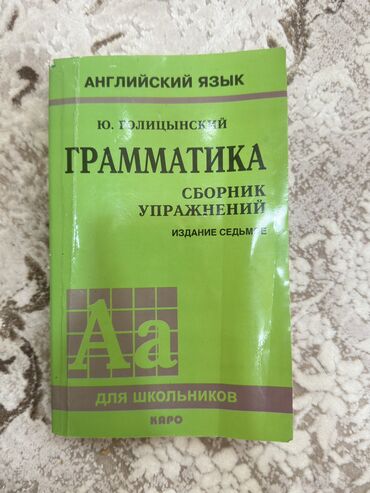 АНГЛИЙСКИЙ ЯЗЫК
Ю. ГОЛИЦЫНСКИЙ
ГРАММАТИКА
СБОРНИК
УПРАЖНЕНИЙ
ИЗДАНИЕ СЕДЬМОЕ
Aa
ДЛЯ ШКОЛЬНИКОВ
КАРО